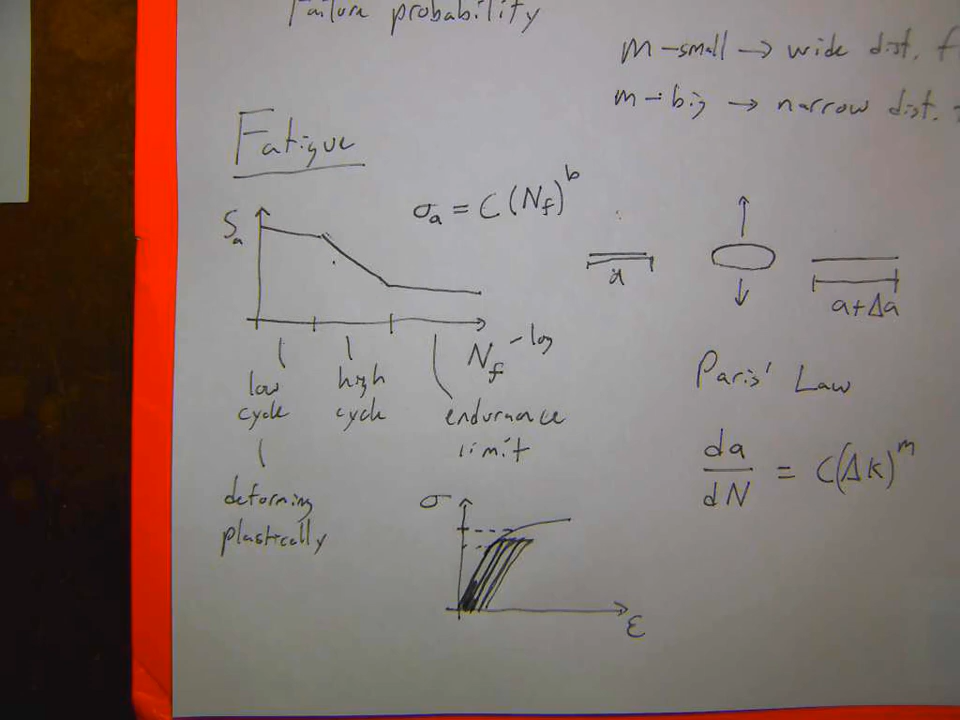 Failure probability
m-small → wide dist.
m-big → narrow dist.
Fatigue
σa = C(Nf)^b
Sa
Nf -log
low cycle
high cycle
endurance limit
deforming plastically
a
a+Δa
Paris' Law
da/dN = C(ΔK)^m
σ
ε